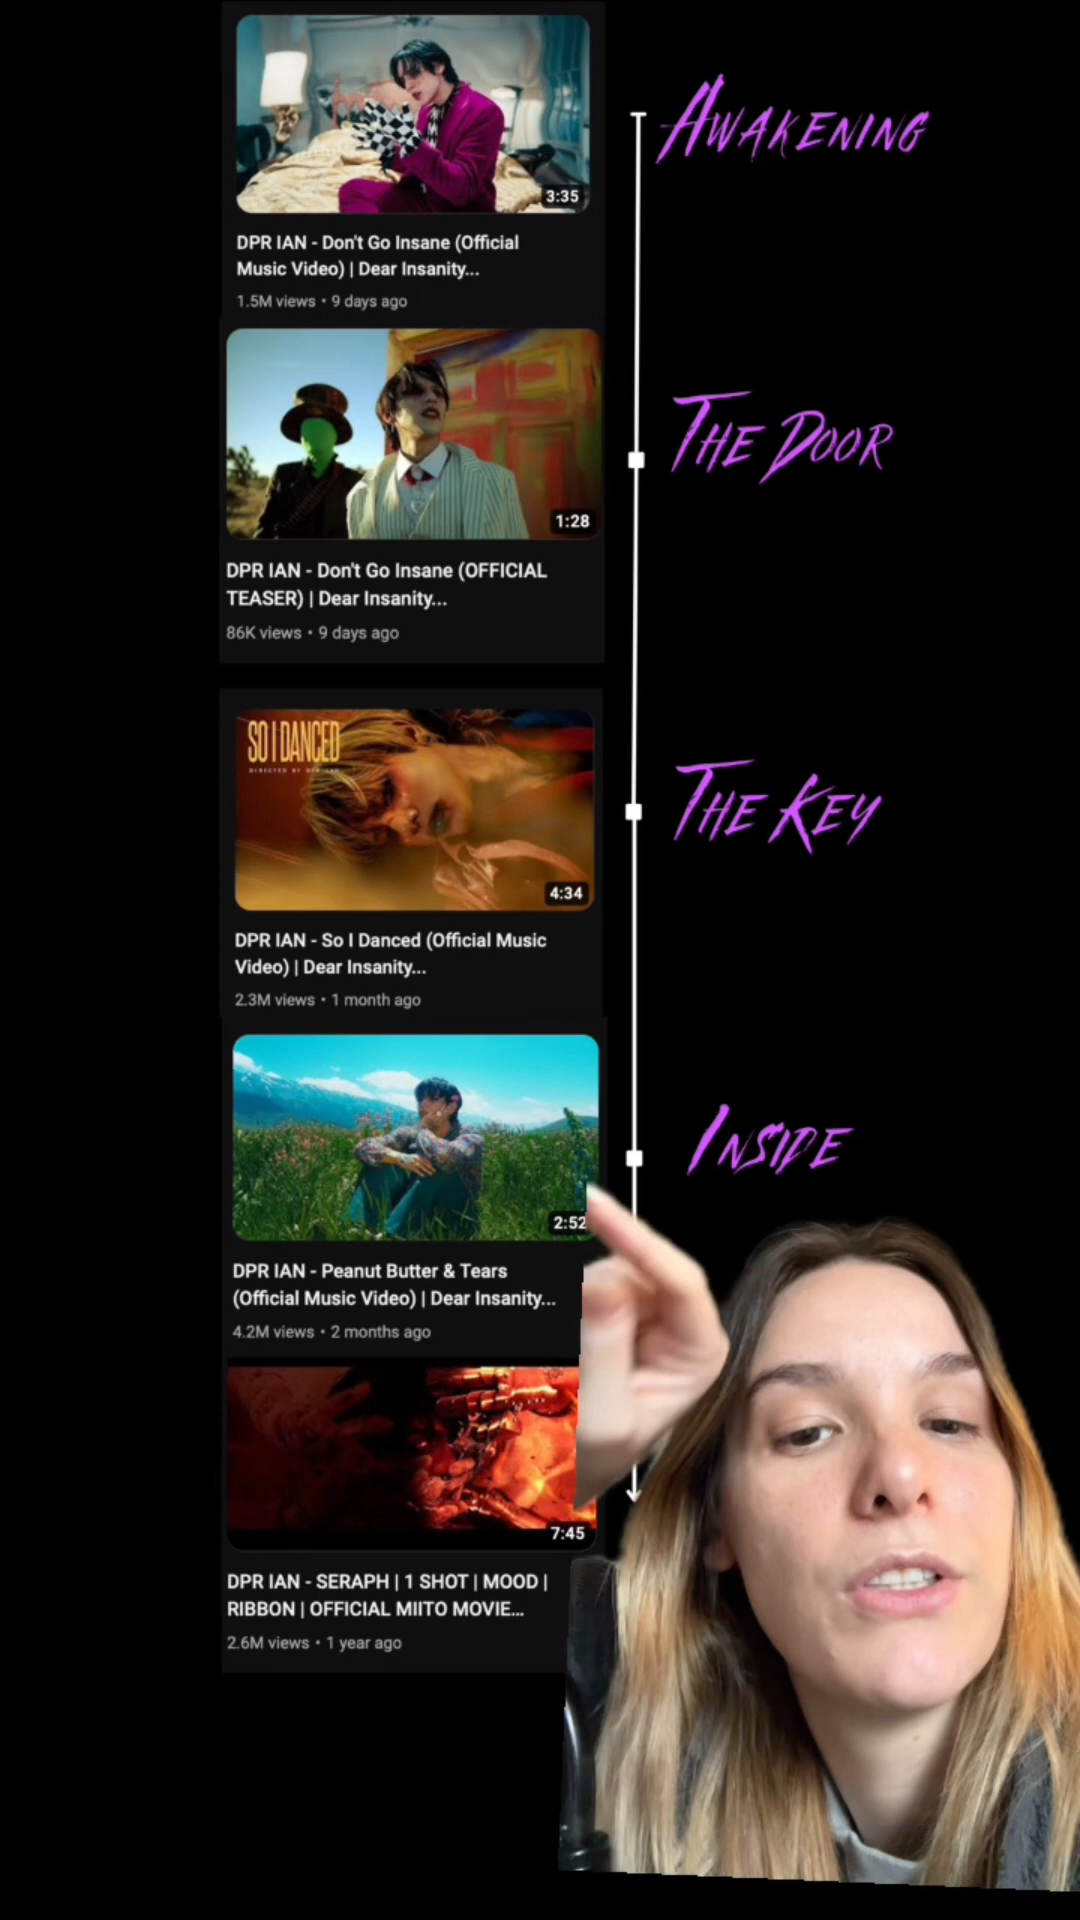 3:35
DPR IAN - Don't Go Insane (Official
Music Video) | Dear Insanity...
1.5M views • 9 days ago
AWAKENING
1:28
DPR IAN - Don't Go Insane (OFFICIAL
TEASER) | Dear Insanity...
86K views • 9 days ago
THE DOOR
SO I DANCED
DIRECTED BY DPR IAN
4:34
DPR IAN - So I Danced (Official Music
Video) | Dear Insanity...
2.3M views • 1 month ago
THE KEY
2:52
DPR IAN - Peanut Butter & Tears
(Official Music Video) | Dear Insanity...
4.2M views • 2 months ago
INSIDE
7:45
DPR IAN - SERAPH | 1 SHOT | MOOD |
RIBBON | OFFICIAL MIITO MOVIE...
2.6M views • 1 year ago